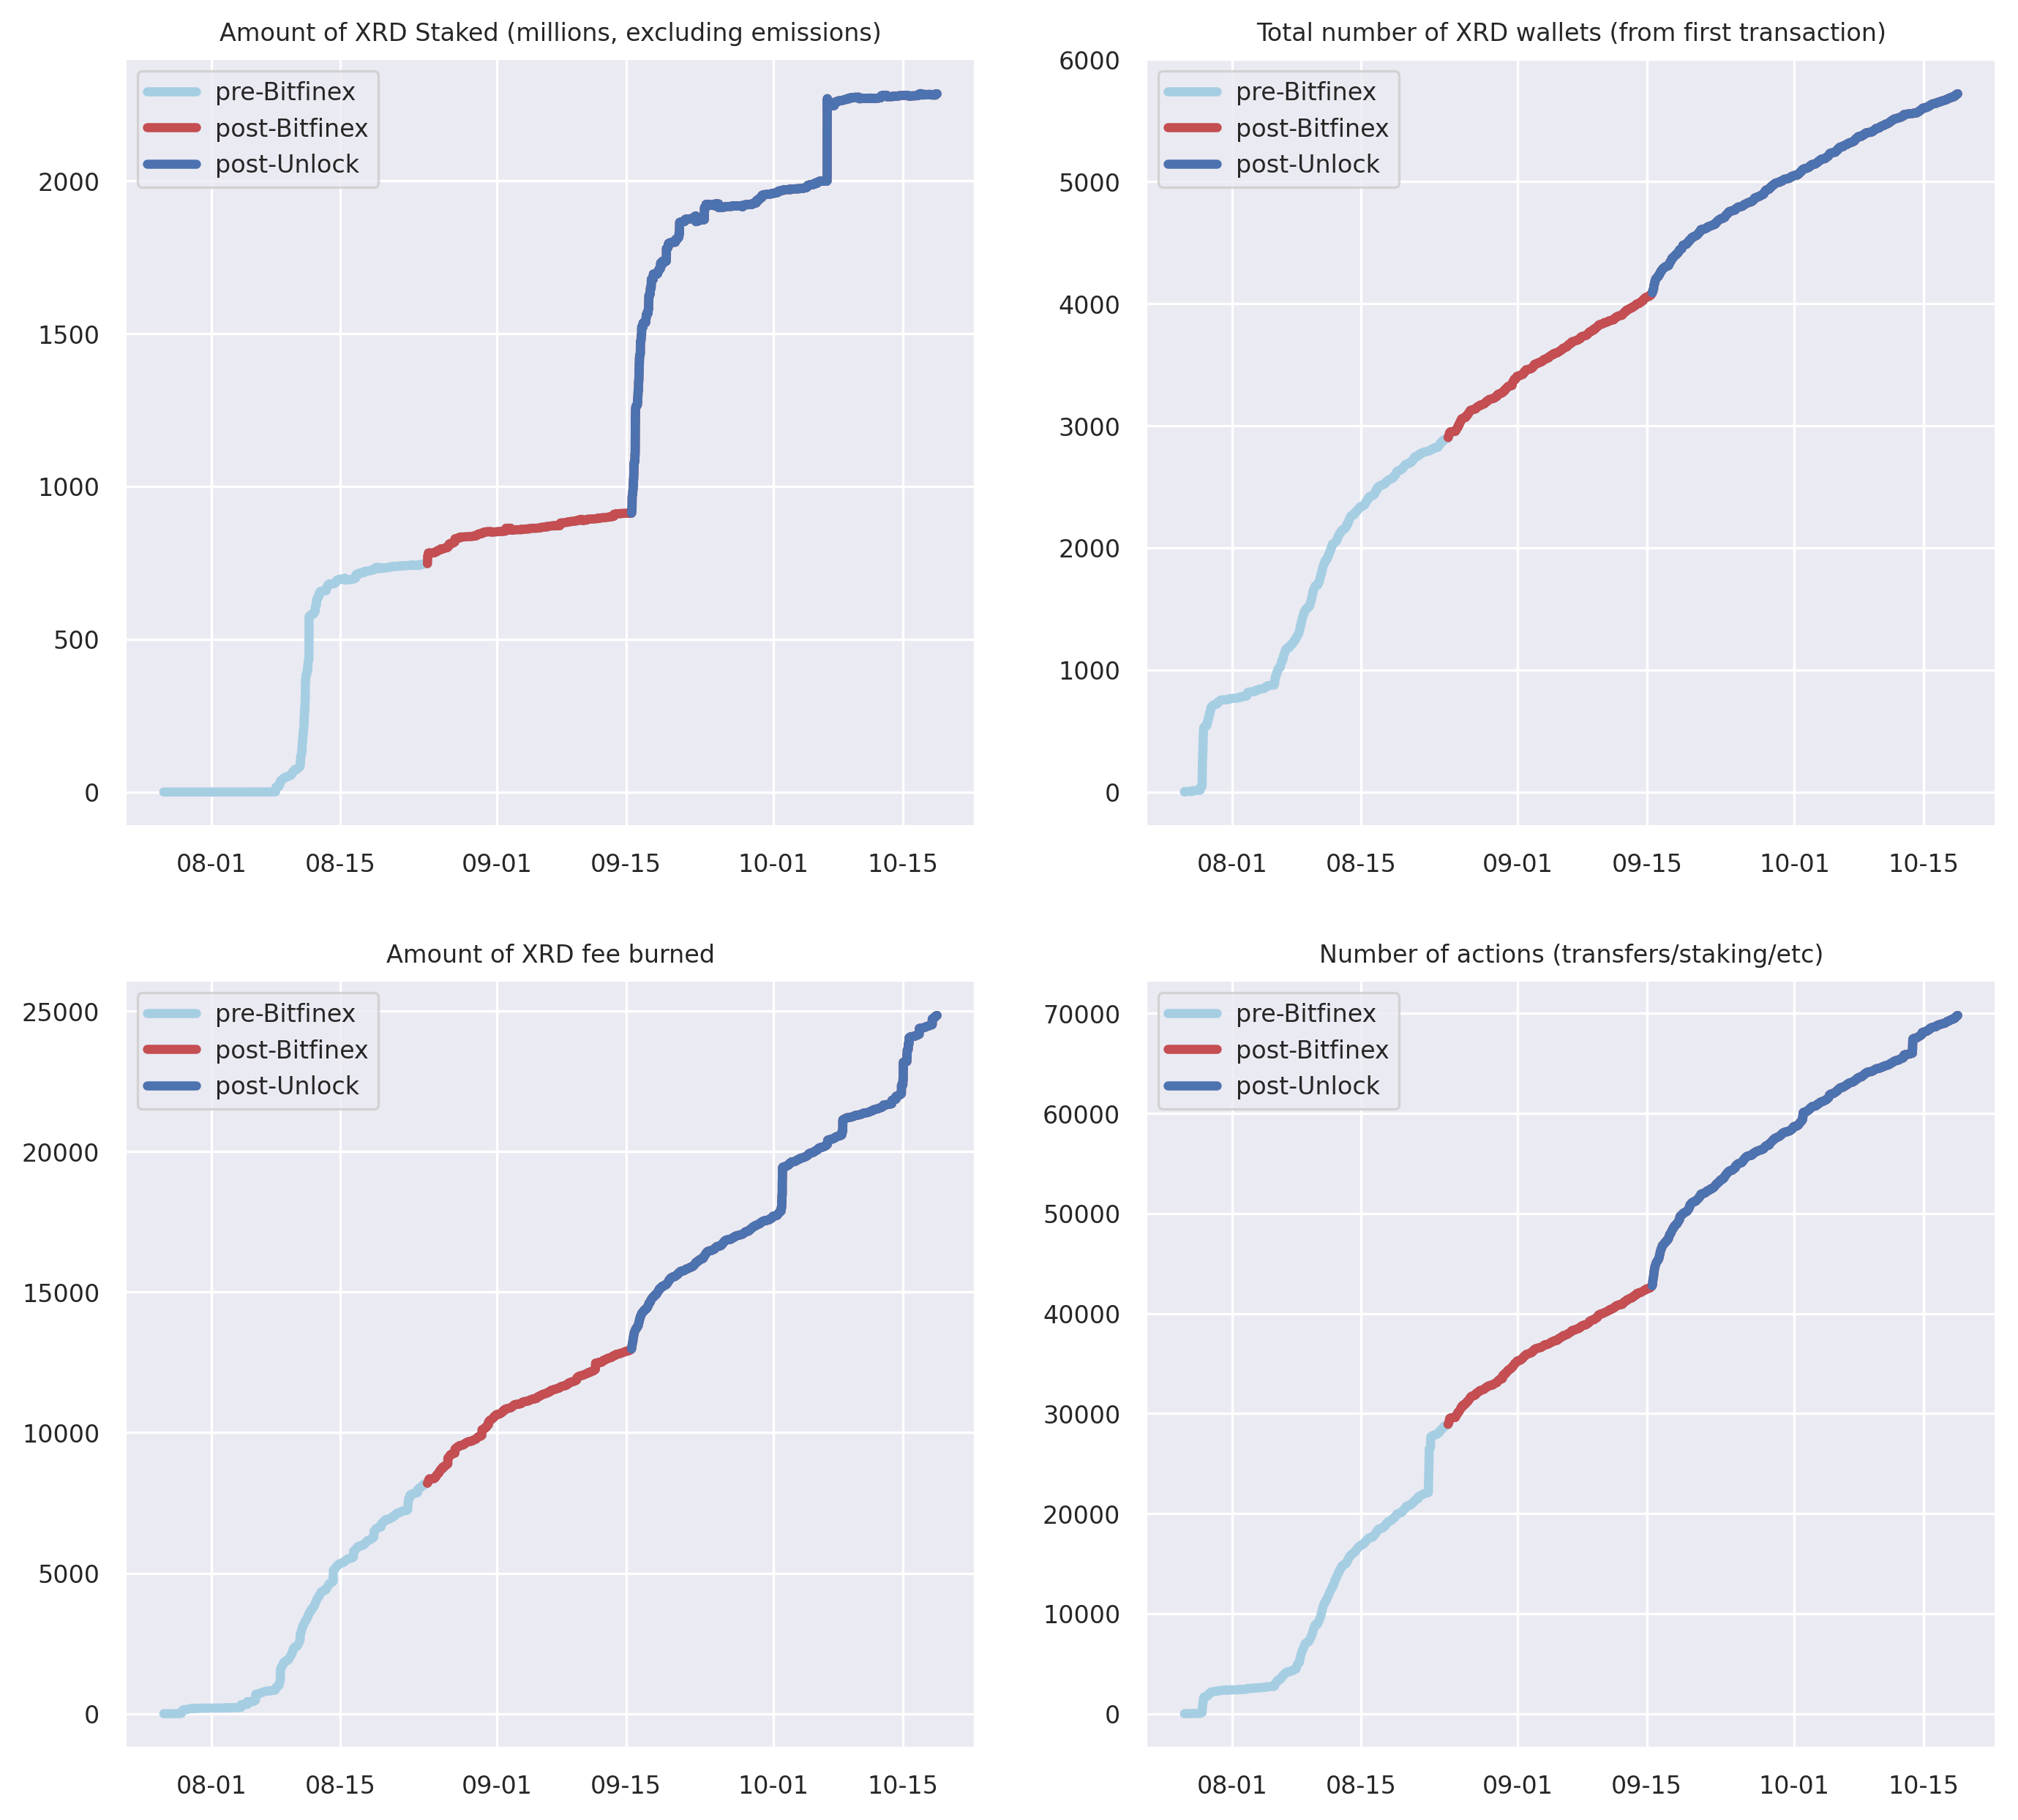 Amount of XRD Staked (millions, excluding emissions)
pre-Bitfinex
post-Bitfinex
post-Unlock
2000
1500
1000
500
0
08-01 08-15 09-01 09-15 10-01 10-15
Total number of XRD wallets (from first transaction)
pre-Bitfinex
post-Bitfinex
post-Unlock
6000
5000
4000
3000
2000
1000
0
08-01 08-15 09-01 09-15 10-01 10-15
Amount of XRD fee burned
pre-Bitfinex
post-Bitfinex
post-Unlock
25000
20000
15000
10000
5000
0
08-01 08-15 09-01 09-15 10-01 10-15
Number of actions (transfers/staking/etc)
pre-Bitfinex
post-Bitfinex
post-Unlock
70000
60000
50000
40000
30000
20000
10000
0
08-01 08-15 09-01 09-15 10-01 10-15